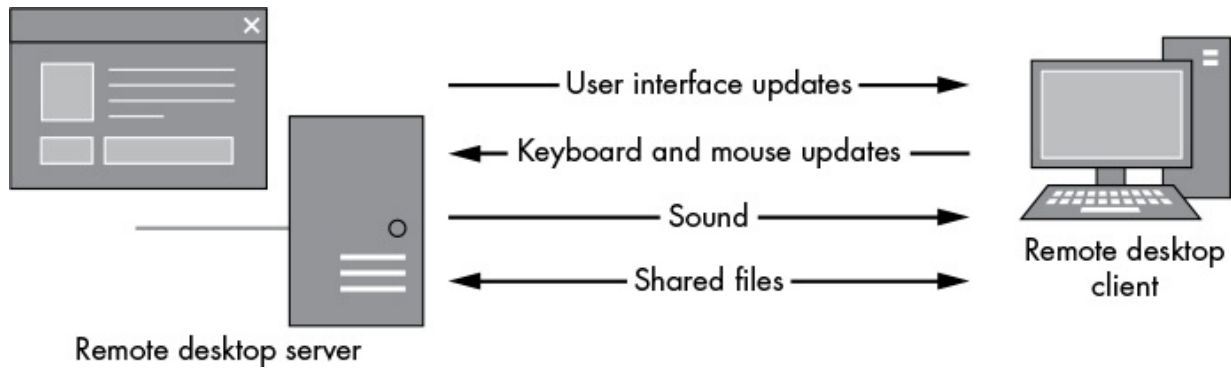 User interface updates
Keyboard and mouse updates
Sound
Shared files
Remote desktop server
Remote desktop
client